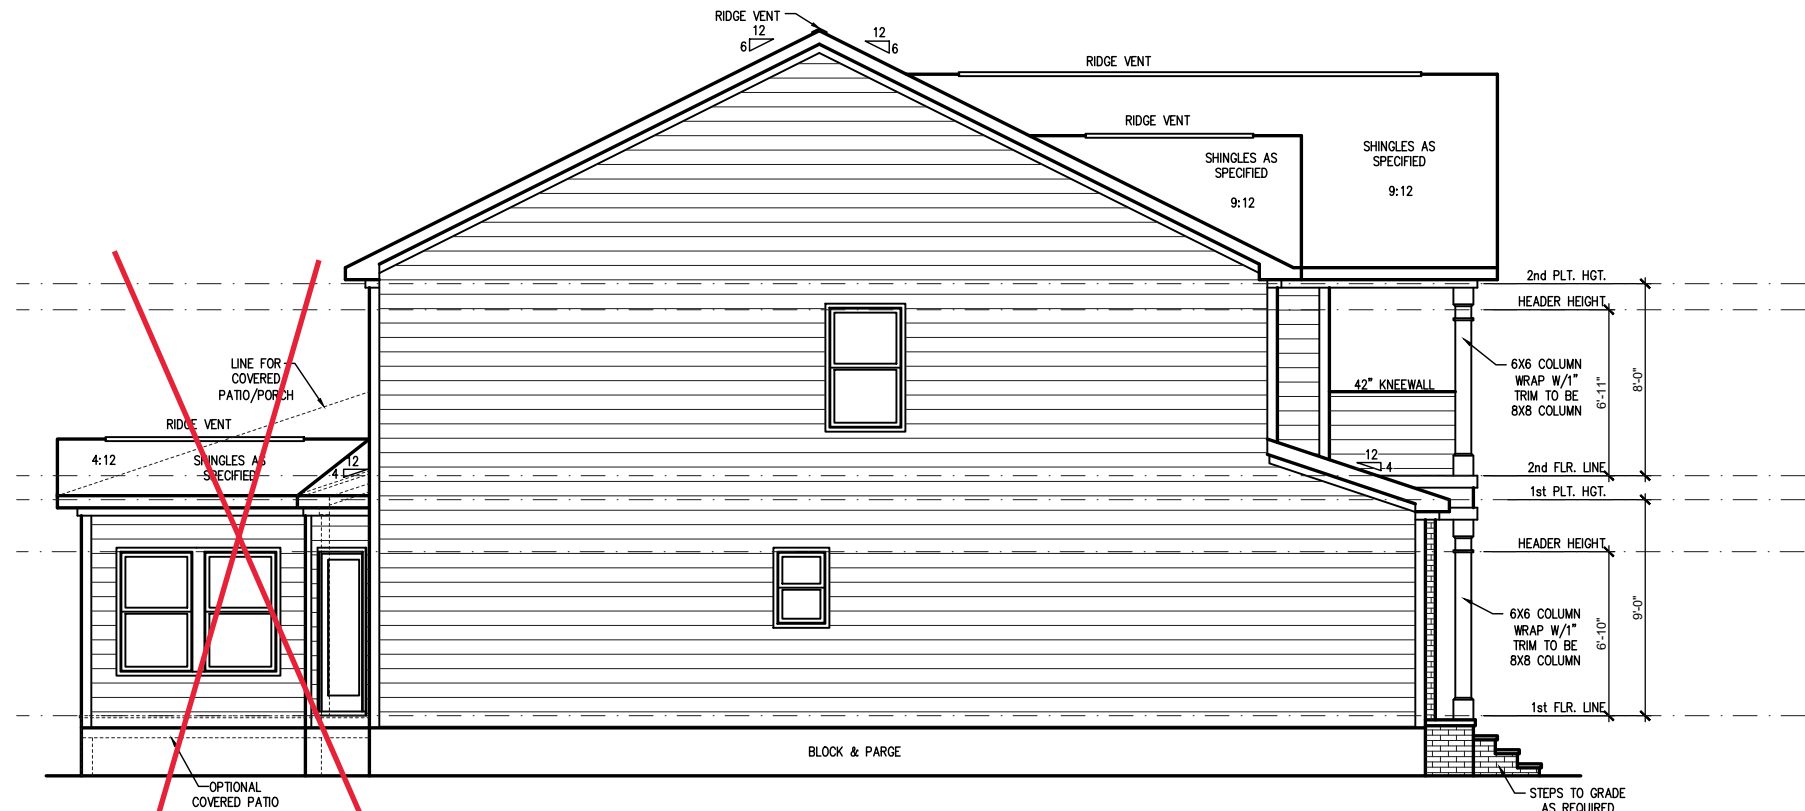 RIDGE VENT
12
6
12
6
RIDGE VENT
RIDGE VENT
SHINGLES AS
SPECIFIED
9:12
SHINGLES AS
SPECIFIED
9:12
2nd PLT. HGT.
HEADER HEIGHT
LINE FOR
COVERED
PATIO/PORCH
6X6 COLUMN
WRAP W/1"
TRIM TO BE
8X8 COLUMN
6'-11"
8'-0"
42" KNEEWALL
RIDGE VENT
4:12
SHINGLES AS
SPECIFIED
12
4
12
4
2nd FLR. LINE
1st PLT. HGT.
HEADER HEIGHT
6X6 COLUMN
WRAP W/1"
TRIM TO BE
8X8 COLUMN
6'-10"
9'-0"
1st FLR. LINE
BLOCK & PARGE
OPTIONAL
COVERED PATIO
STEPS TO GRADE
AS REQUIRED